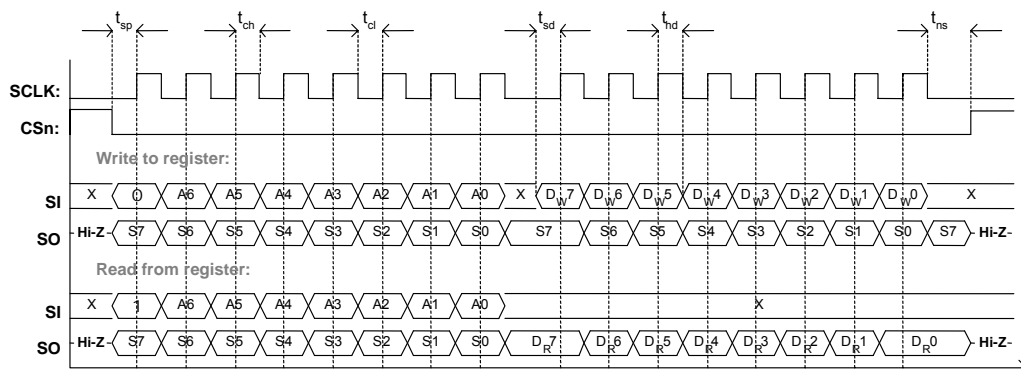 tsp tch tcl tsd thd tns
SCLK:
CSn:
Write to register:
SI X 0 A6 A5 A4 A3 A2 A1 A0 X DW7 DW6 DW5 DW4 DW3 DW2 DW1 DW0 X
SO Hi-Z S7 S6 S5 S4 S3 S2 S1 S0 S7 S6 S5 S4 S3 S2 S1 S0 S7 Hi-Z
Read from register:
SI X 1 A6 A5 A4 A3 A2 A1 A0 X
SO Hi-Z S7 S6 S5 S4 S3 S2 S1 S0 DR7 DR6 DR5 DR4 DR3 DR2 DR1 DR0 Hi-Z